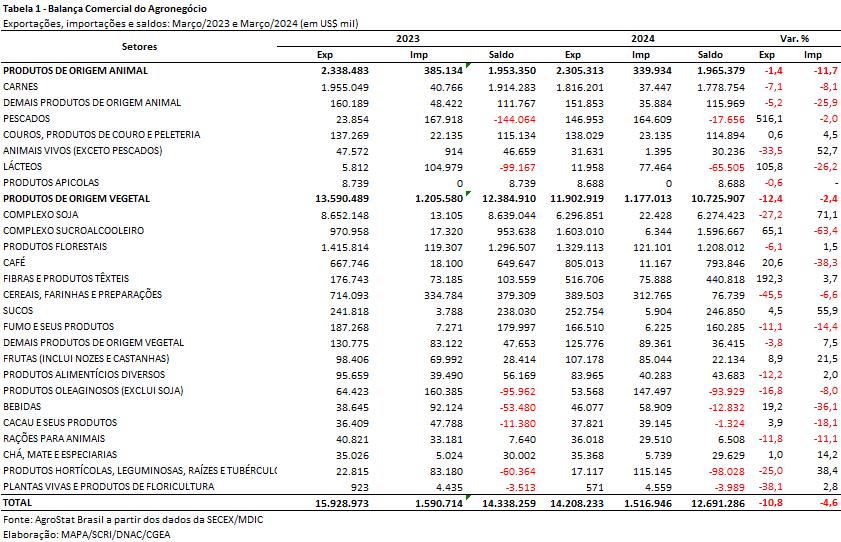 Tabela 1 - Balança Comercial do Agronegócio
Exportações, importações e saldos: Março/2023 e Março/2024 (em US$ mil)
Setores 2023 2024 Var. %
Exp Imp Saldo Exp Imp Saldo Exp Imp
PRODUTOS DE ORIGEM ANIMAL 2.338.483 385.134 1.953.350 2.305.313 339.934 1.965.379 -1,4 -11,7
CARNES 1.955.049 40.766 1.914.283 1.816.201 37.447 1.778.754 -7,1 -8,1
DEMAIS PRODUTOS DE ORIGEM ANIMAL 160.189 48.422 111.767 151.853 35.884 115.969 -5,2 -25,9
PESCADOS 23.854 167.918 -144.064 146.953 164.609 -17.656 516,1 -2,0
COUROS, PRODUTOS DE COURO E PELETERIA 137.269 22.135 115.134 138.029 23.135 114.894 0,6 4,5
ANIMAIS VIVOS (EXCETO PESCADOS) 47.572 914 46.659 31.631 1.395 30.236 -33,5 52,7
LÁCTEOS 5.812 104.979 -99.167 11.958 77.464 -65.505 105,8 -26,2
PRODUTOS APICOLAS 8.739 0 8.739 8.688 0 8.688 -0,6 -
PRODUTOS DE ORIGEM VEGETAL 13.590.489 1.205.580 12.384.910 11.902.919 1.177.013 10.725.907 -12,4 -2,4
COMPLEXO SOJA 8.652.148 13.105 8.639.044 6.296.851 22.428 6.274.423 -27,2 71,1
COMPLEXO SUCROALCOOLEIRO 970.958 17.320 953.638 1.603.010 6.344 1.596.667 65,1 -63,4
PRODUTOS FLORESTAIS 1.415.814 119.307 1.296.507 1.329.113 121.101 1.208.012 -6,1 1,5
CAFÉ 667.746 18.100 649.647 805.013 11.167 793.846 20,6 -38,3
FIBRAS E PRODUTOS TÊXTEIS 176.743 73.185 103.559 516.706 75.888 440.818 192,3 3,7
CEREAIS, FARINHAS E PREPARAÇÕES 714.093 334.784 379.309 389.503 312.765 76.739 -45,5 -6,6
SUCOS 241.818 3.788 238.030 252.754 5.904 246.850 4,5 55,9
FUMO E SEUS PRODUTOS 187.268 7.271 179.997 166.510 6.225 160.285 -11,1 -14,4
DEMAIS PRODUTOS DE ORIGEM VEGETAL 130.775 83.122 47.653 125.776 89.361 36.415 -3,8 7,5
FRUTAS (INCLUI NOZES E CASTANHAS) 98.406 69.992 28.414 107.178 85.044 22.134 8,9 21,5
PRODUTOS ALIMENTÍCIOS DIVERSOS 95.659 39.490 56.169 83.965 40.283 43.683 -12,2 2,0
PRODUTOS OLEAGINOSOS (EXCLUI SOJA) 64.423 160.385 -95.962 53.568 147.497 -93.929 -16,8 -8,0
BEBIDAS 38.645 92.124 -53.480 46.077 58.909 -12.832 19,2 -36,1
CACAU E SEUS PRODUTOS 36.409 47.788 -11.380 37.821 39.145 -1.324 3,9 -18,1
RAÇÕES PARA ANIMAIS 40.821 33.181 7.640 36.018 29.510 6.508 -11,8 -11,1
CHÁ, MATE E ESPECIARIAS 35.026 5.024 30.002 35.368 5.739 29.629 1,0 14,2
PRODUTOS HORTÍCOLAS, LEGUMINOSAS, RAÍZES E TUBÉRCULO 22.815 83.180 -60.364 17.117 115.145 -98.028 -25,0 38,4
PLANTAS VIVAS E PRODUTOS DE FLORICULTURA 923 4.435 -3.513 571 4.559 -3.989 -38,1 2,8
TOTAL 15.928.973 1.590.714 14.338.259 14.208.233 1.516.946 12.691.286 -10,8 -4,6
Fonte: AgroStat Brasil a partir dos dados da SECEX/MDIC
Elaboração: MAPA/SCRI/DNAC/CGEA